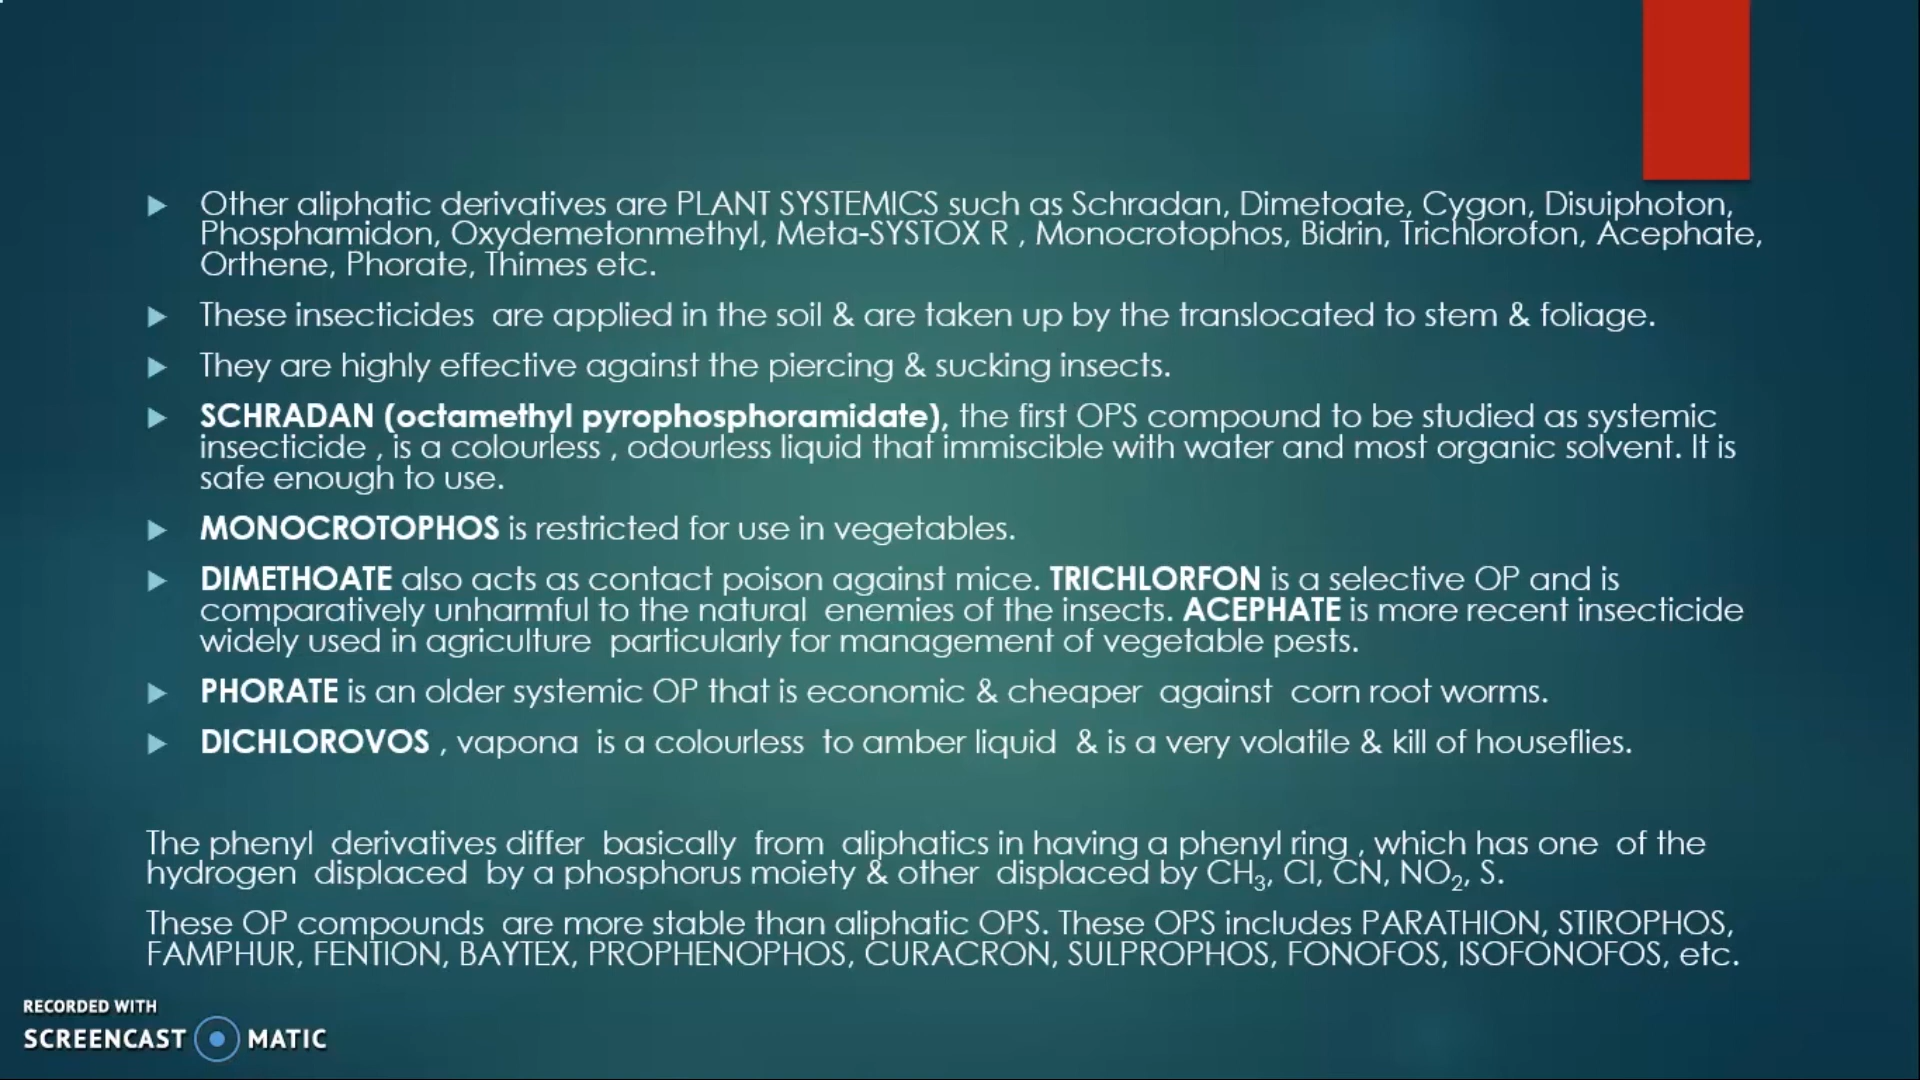 Other aliphatic derivatives are PLANT SYSTEMICS such as Schradan, Dimetoate, Cygon, Disuiphoton,
Phosphamidon, Oxydemetonmethyl, Meta-SYSTOX R , Monocrotophos, Bidrin, Trichlorofon, Acephate,
Orthene, Phorate, Thimes etc.
These insecticides are applied in the soil & are taken up by the translocated to stem & foliage.
They are highly effective against the piercing & sucking insects.
SCHRADAN (octamethyl pyrophosphoramidate), the first OPS compound to be studied as systemic
insecticide , is a colourless , odourless liquid that immiscible with water and most organic solvent. It is
safe enough to use.
MONOCROTOPHOS is restricted for use in vegetables.
DIMETHOATE also acts as contact poison against mice. TRICHLORFON is a selective OP and is
comparatively unharmful to the natural enemies of the insects. ACEPHATE is more recent insecticide
widely used in agriculture particularly for management of vegetable pests.
PHORATE is an older systemic OP that is economic & cheaper against corn root worms.
DICHLOROVOS , vapona is a colourless to amber liquid & is a very volatile & kill of houseflies.
The phenyl derivatives differ basically from aliphatics in having a phenyl ring , which has one of the
hydrogen displaced by a phosphorus moiety & other displaced by CH₃, Cl, CN, NO₂, S.
These OP compounds are more stable than aliphatic OPS. These OPS includes PARATHION, STIROPHOS,
FAMPHUR, FENTION, BAYTEX, PROPHENOPHOS, CURACRON, SULPROPHOS, FONOFOS, ISOFONOFOS, etc.
RECORDED WITH
SCREENCAST MATIC